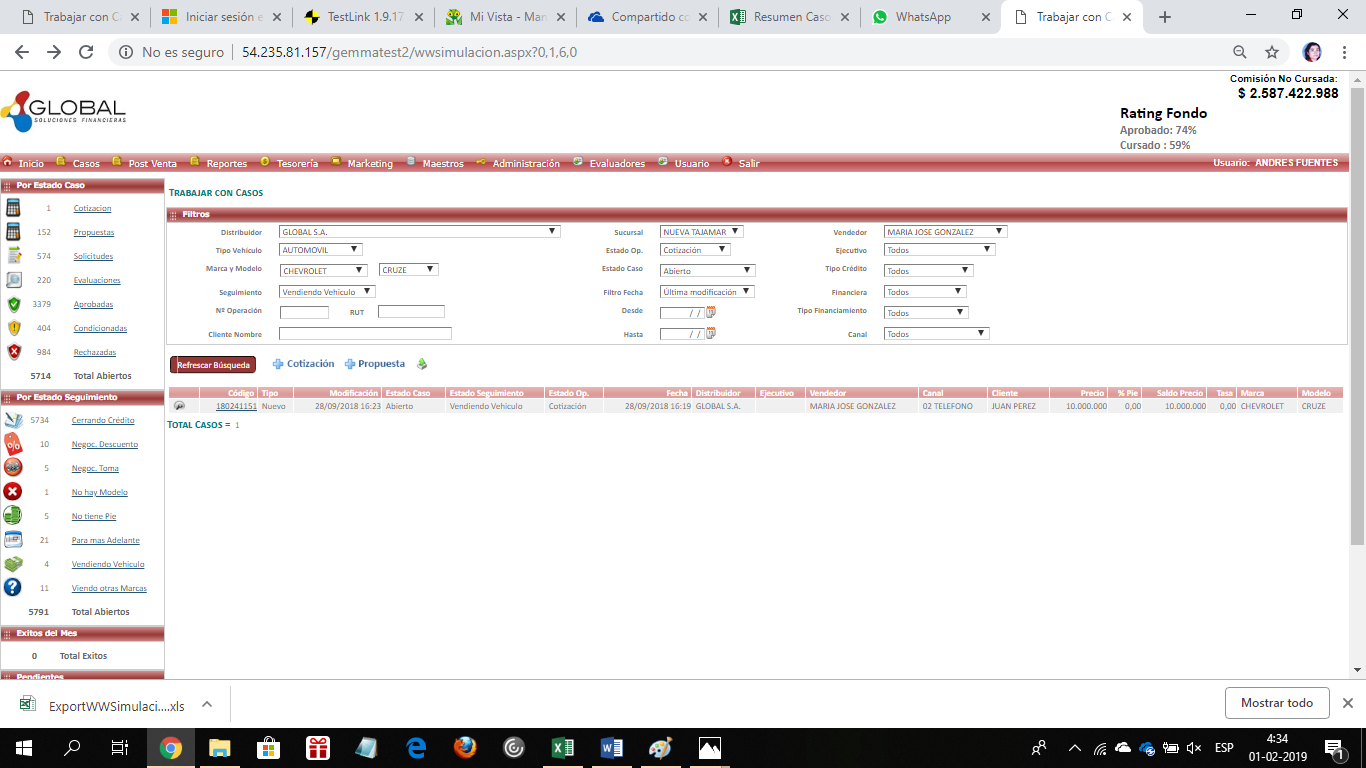 Trabajar con C
Iniciar sesión e
TestLink 1.9.17
Mi Vista - Man
Compartido co
Resumen Caso
WhatsApp
Trabajar con C
No es seguro | 54.235.81.157/gemmatest2/wwsimulacion.aspx?0,1,6,0
Comisión No Cursada:
$ 2.587.422.988
GLOBAL
SOLUCIONES FINANCIERAS
Rating Fondo
Aprobado: 74%
Cursado : 59%
Inicio Casos Post Venta Reportes Tesorería Marketing Maestros Administración Evaluadores Usuario Salir Usuario: ANDRES FUENTES
Por Estado Caso
1 Cotizacion
152 Propuestas
574 Solicitudes
220 Evaluaciones
3379 Aprobadas
404 Condicionadas
984 Rechazadas
5714 Total Abiertos
Por Estado Seguimiento
5734 Cerrando Crédito
10 Negoc. Descuento
5 Negoc. Toma
1 No hay Modelo
5 No tiene Pie
21 Para mas Adelante
4 Vendiendo Vehículo
11 Viendo otras Marcas
5791 Total Abiertos
Exitos del Mes
0 Total Exitos
Pendientes
TRABAJAR CON CASOS
Filtros
Distribuidor GLOBAL S.A. Sucursal NUEVA TAJAMAR Vendedor MARIA JOSE GONZALEZ
Tipo Vehículo AUTOMOVIL Estado Op. Cotización Ejecutivo Todos
Marca y Modelo CHEVROLET CRUZE Estado Caso Abierto Tipo Crédito Todos
Seguimiento Vendiendo Vehículo Filtro Fecha Última modificación Financiera Todos
Nº Operación RUT Desde / / Tipo Financiamiento Todos
Cliente Nombre Hasta / / Canal Todos
Refrescar Búsqueda Cotización Propuesta
Código Tipo Modificación Estado Caso Estado Seguimiento Estado Op. Fecha Distribuidor Ejecutivo Vendedor Canal Cliente Precio % Pie Saldo Precio Tasa Marca Modelo
180241151 Nuevo 28/09/2018 16:23 Abierto Vendiendo Vehículo Cotización 28/09/2018 16:19 GLOBAL S.A. MARIA JOSE GONZALEZ 02 TELEFONO JUAN PEREZ 10.000.000 0,00 10.000.000 0,00 CHEVROLET CRUZE
TOTAL CASOS = 1
ExportWWSimulaci....xls
Mostrar todo
ESP
4:34
01-02-2019
1